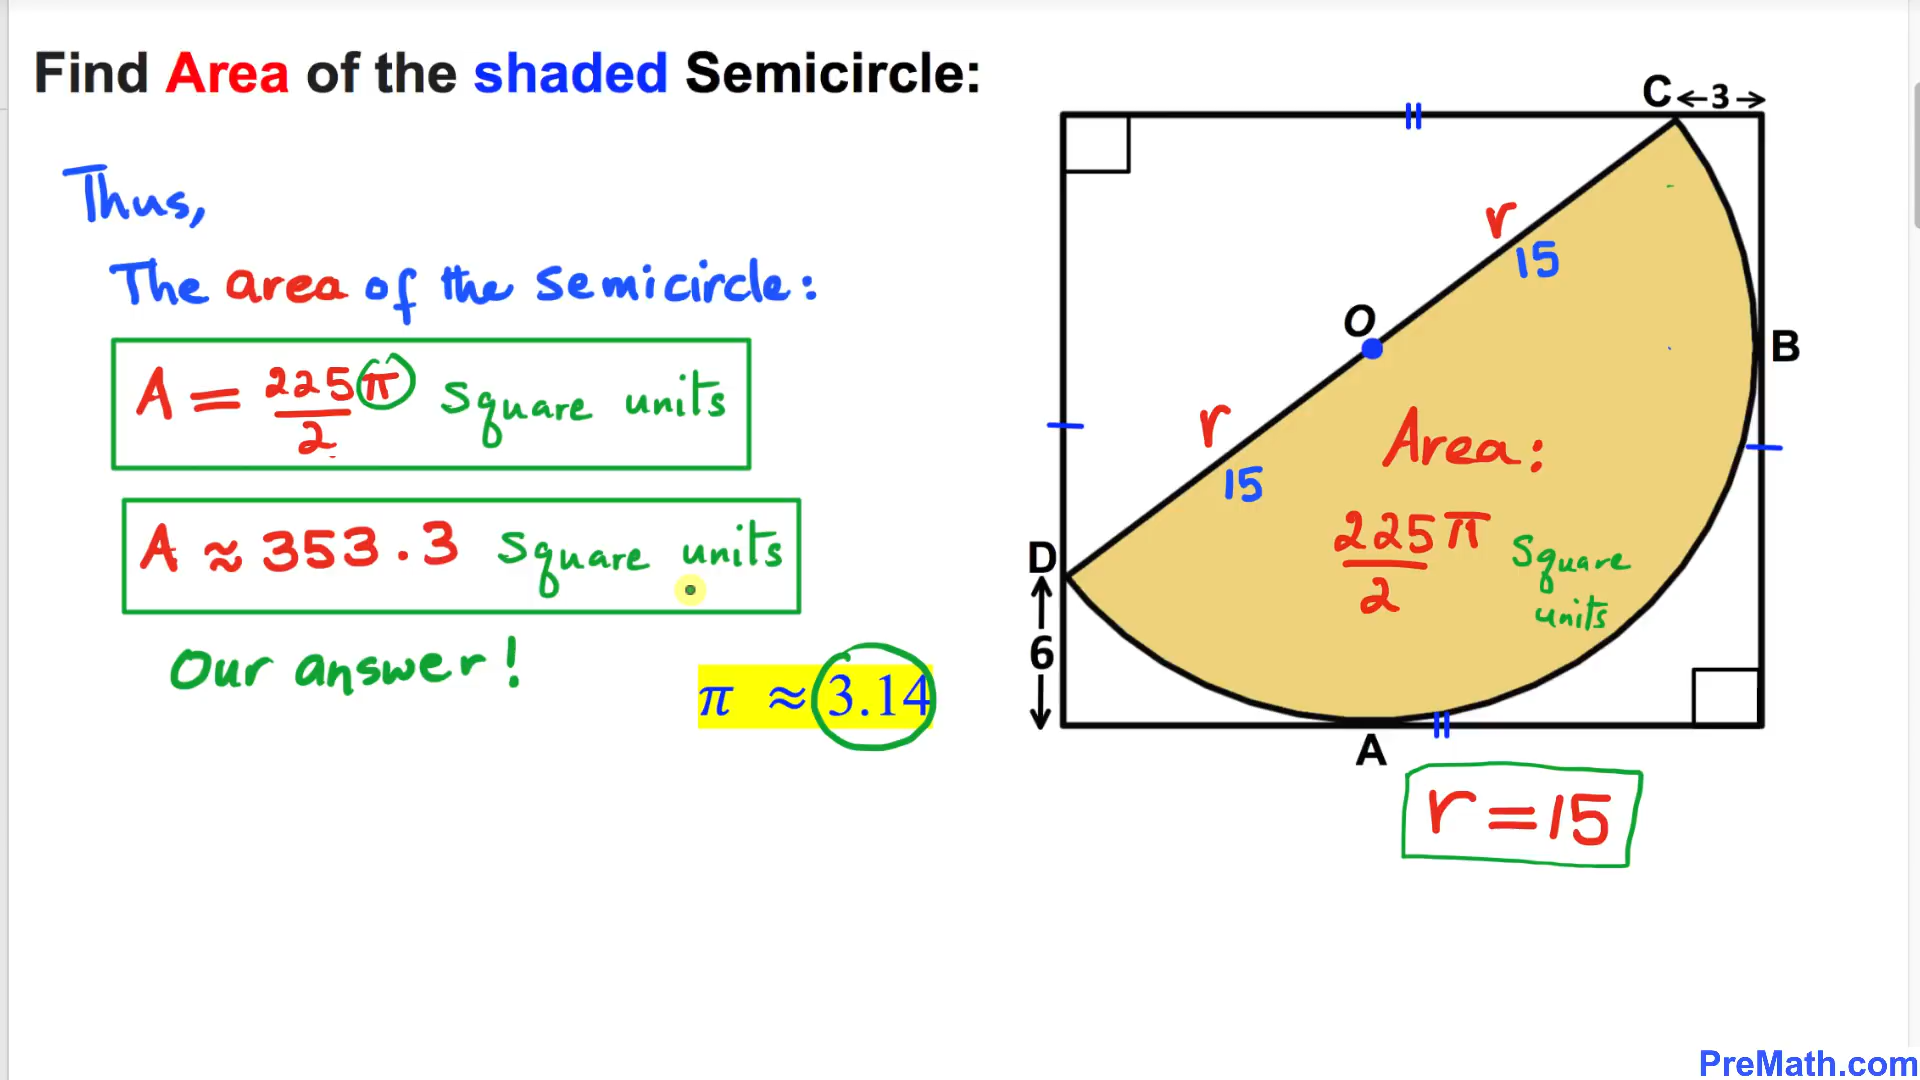 Find Area of the shaded Semicircle:
Thus,
The area of the semicircle:
A = 225π/2 square units
A ≈ 353.3 square units
Our answer!
π ≈ 3.14
C ←3→
r
15
O
B
r
15
Area:
D
225π/2 square units
6
A
r=15
PreMath.com